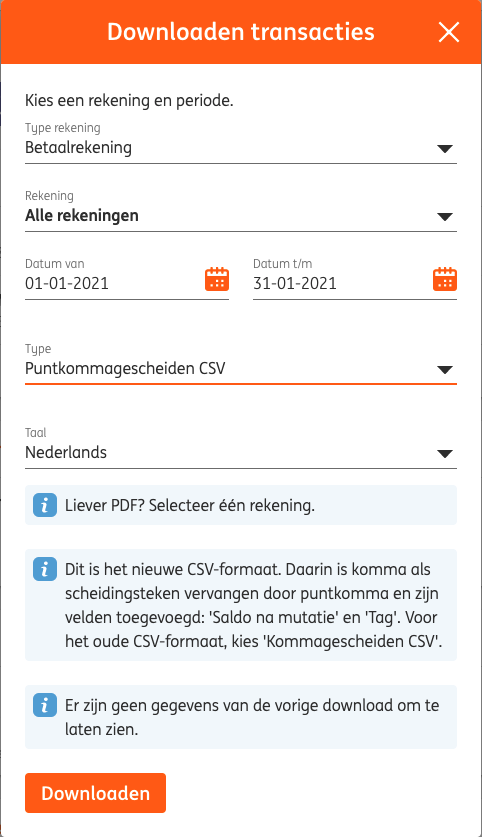 Downloaden transacties
Kies een rekening en periode.
Type rekening
Betaalrekening
Rekening
Alle rekeningen
Datum van
01-01-2021
Datum t/m
31-01-2021
Type
Puntkommagescheiden CSV
Taal
Nederlands
Liever PDF? Selecteer één rekening.
Dit is het nieuwe CSV-formaat. Daarin is komma als
scheidingsteken vervangen door puntkomma en zijn
velden toegevoegd: 'Saldo na mutatie' en 'Tag'. Voor
het oude CSV-formaat, kies 'Kommagescheiden CSV'.
Er zijn geen gegevens van de vorige download om te
laten zien.
Downloaden